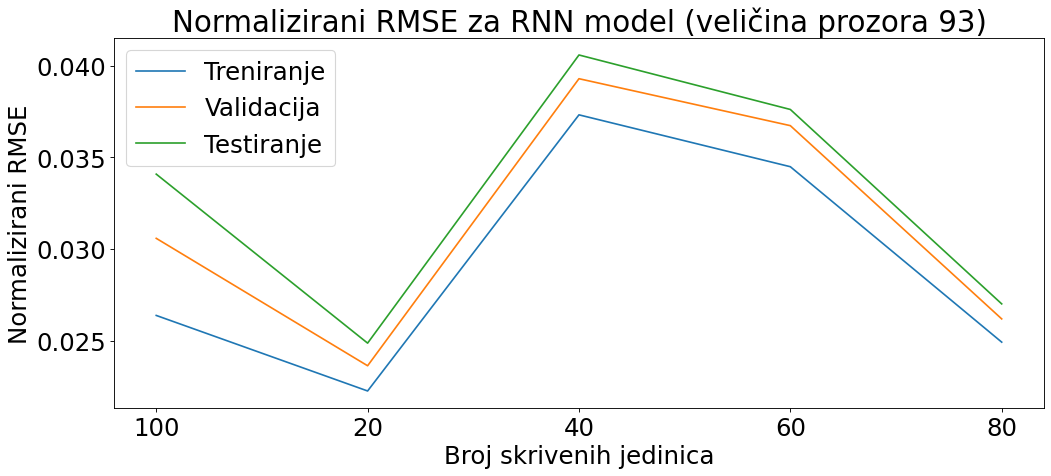 Normalizirani RMSE za RNN model (veličina prozora 93)
Treniranje
Validacija
Testiranje
Normalizirani RMSE
0.040
0.035
0.030
0.025
100 20 40 60 80
Broj skrivenih jedinica